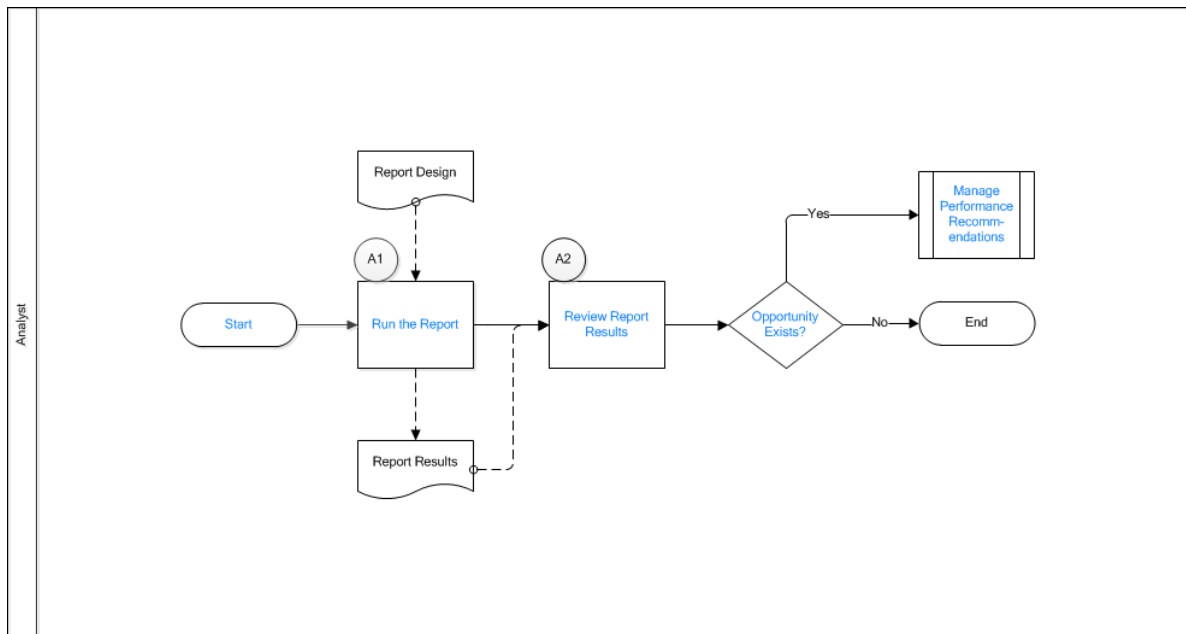 Analyst
Report Design
A1
A2
Start
Run the Report
Review Report
Results
Opportunity
Exists?
Yes
Manage
Performance
Recomm-
endations
No
End
Report Results